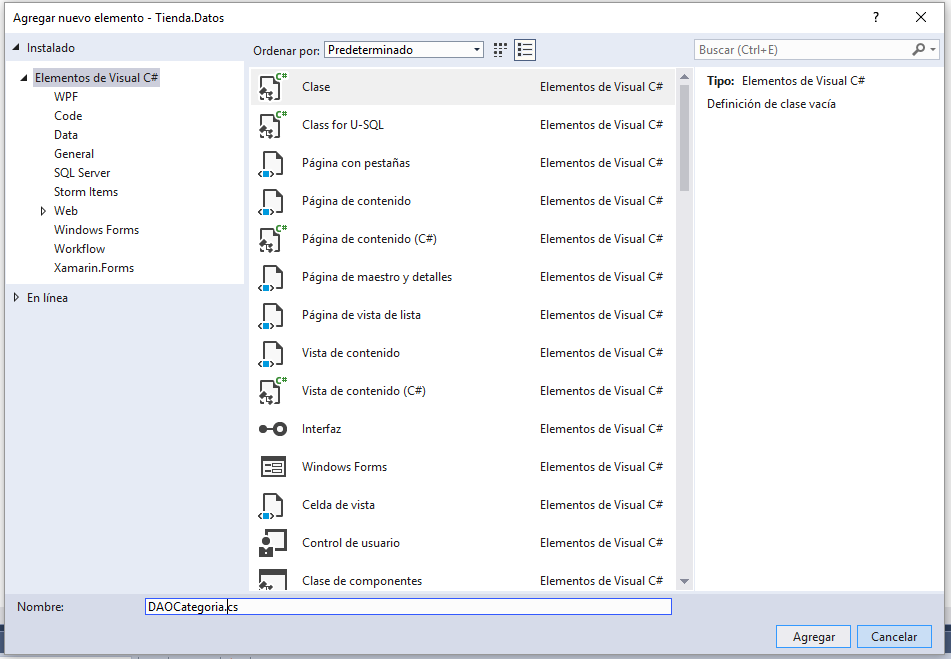 Agregar nuevo elemento - Tienda.Datos
?
Instalado
Ordenar por: Predeterminado
Buscar (Ctrl+E)
Elementos de Visual C#
WPF
Code
Data
General
SQL Server
Storm Items
Web
Windows Forms
Workflow
Xamarin.Forms
En línea
C# Clase Elementos de Visual C#
C# Class for U-SQL Elementos de Visual C#
Página con pestañas Elementos de Visual C#
Página de contenido Elementos de Visual C#
C# Página de contenido (C#) Elementos de Visual C#
Página de maestro y detalles Elementos de Visual C#
Página de vista de lista Elementos de Visual C#
Vista de contenido Elementos de Visual C#
C# Vista de contenido (C#) Elementos de Visual C#
Interfaz Elementos de Visual C#
Windows Forms Elementos de Visual C#
Celda de vista Elementos de Visual C#
Control de usuario Elementos de Visual C#
Clase de componentes Elementos de Visual C#
Tipo: Elementos de Visual C#
Definición de clase vacía
Nombre: DAOCategoria.cs
Agregar Cancelar